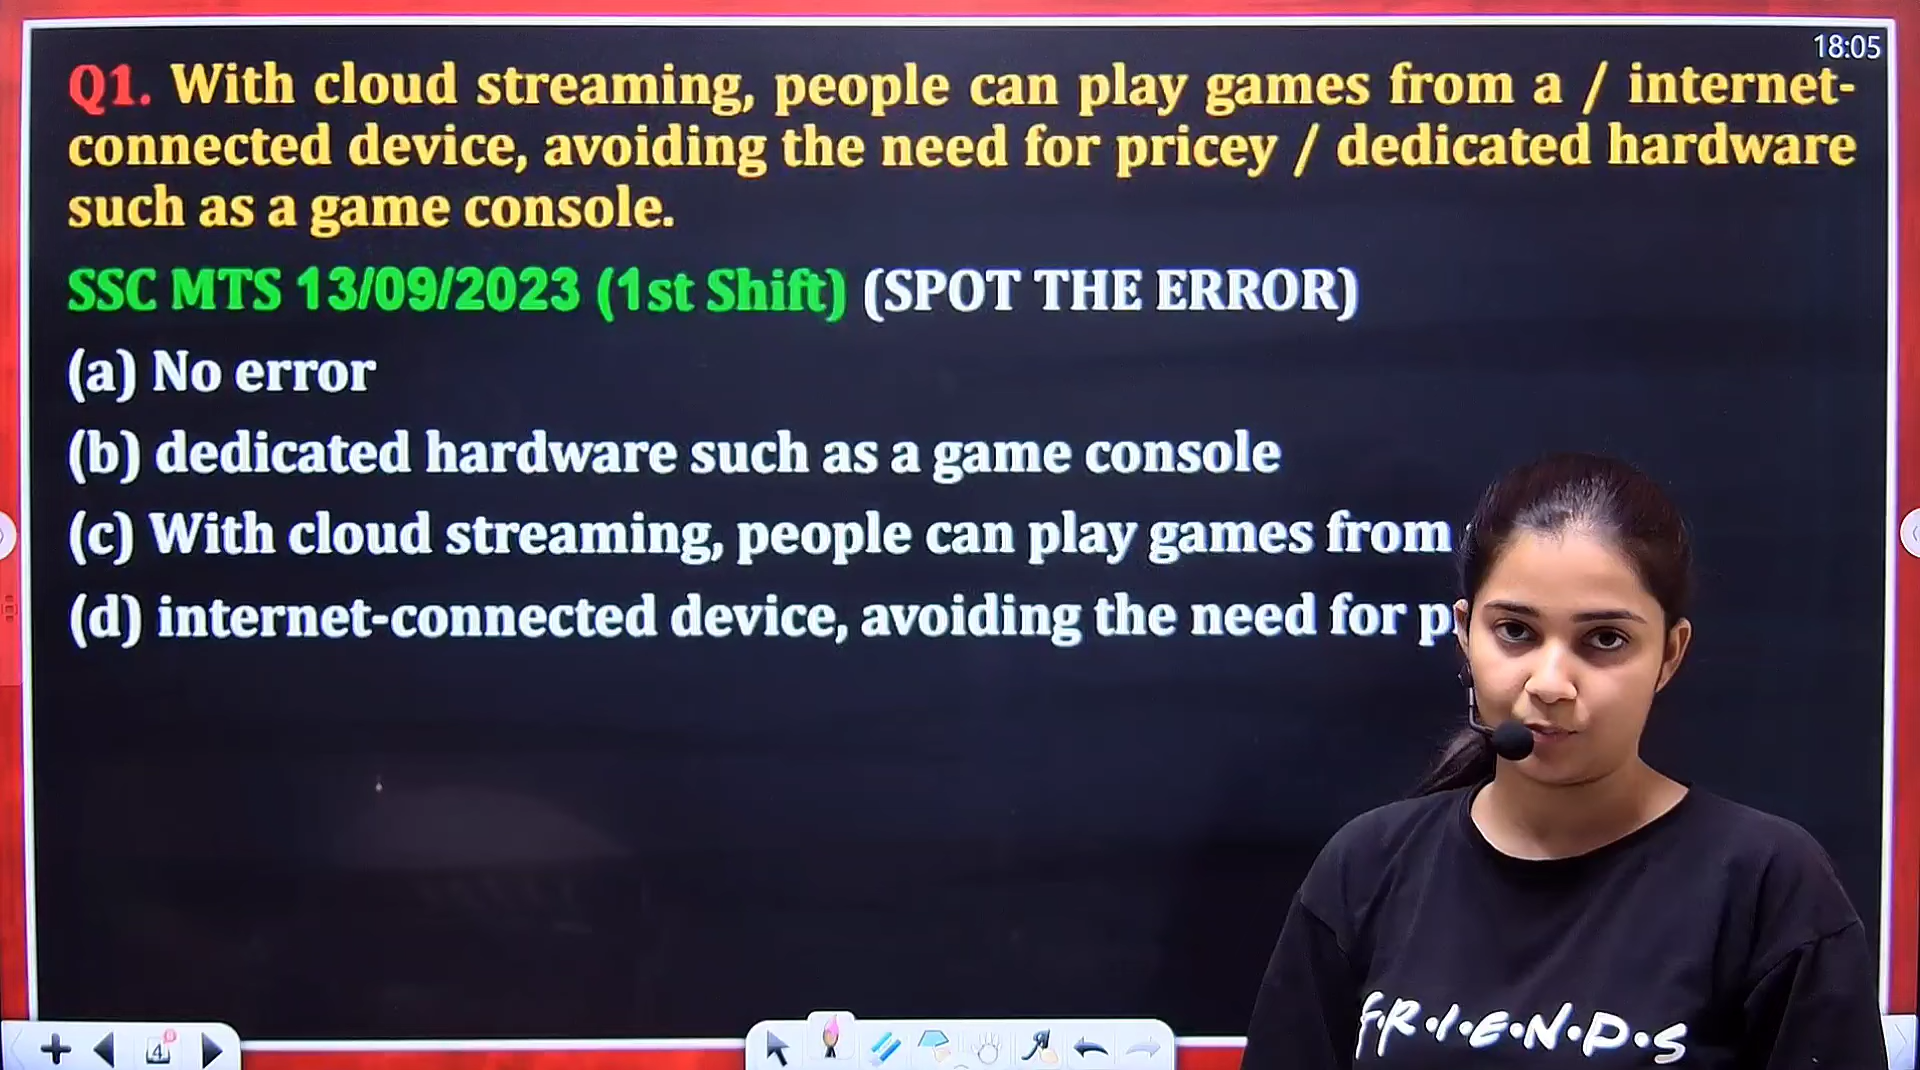 18:05
Q1. With cloud streaming, people can play games from a / internet-
connected device, avoiding the need for pricey / dedicated hardware
such as a game console.
SSC MTS 13/09/2023 (1st Shift) (SPOT THE ERROR)
(a) No error
(b) dedicated hardware such as a game console
(c) With cloud streaming, people can play games from
(d) internet-connected device, avoiding the need for
F·R·I·E·N·D·S
4